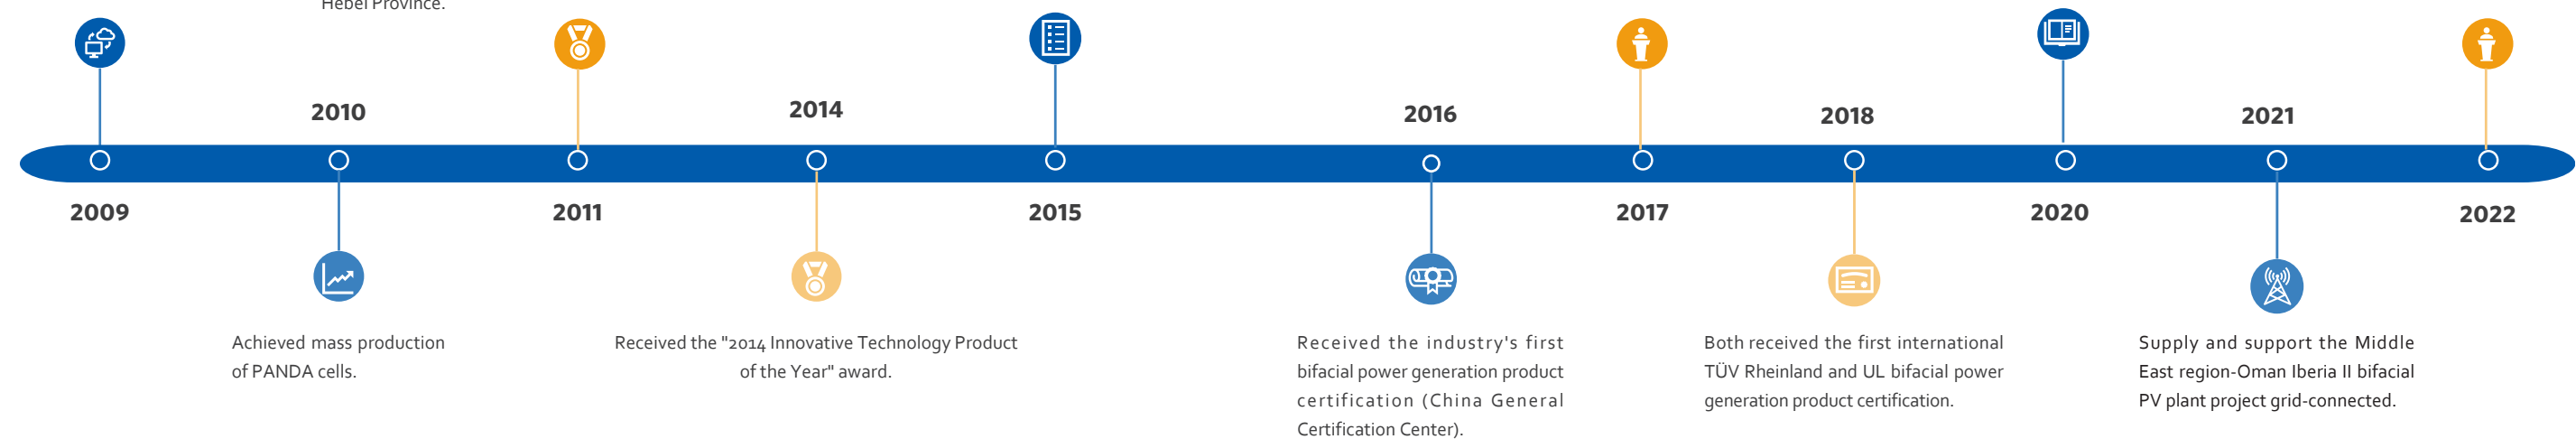 Hebei Province.
2010
2014
2016
2018
2021
2009
2011
2015
2017
2020
2022
Achieved mass production
of PANDA cells.
Received the "2014 Innovative Technology Product
of the Year" award.
Received the industry's first
bifacial power generation product
certification (China General
Certification Center).
Both received the first international
TÜV Rheinland and UL bifacial power
generation product certification.
Supply and support the Middle
East region-Oman Iberia II bifacial
PV plant project grid-connected.